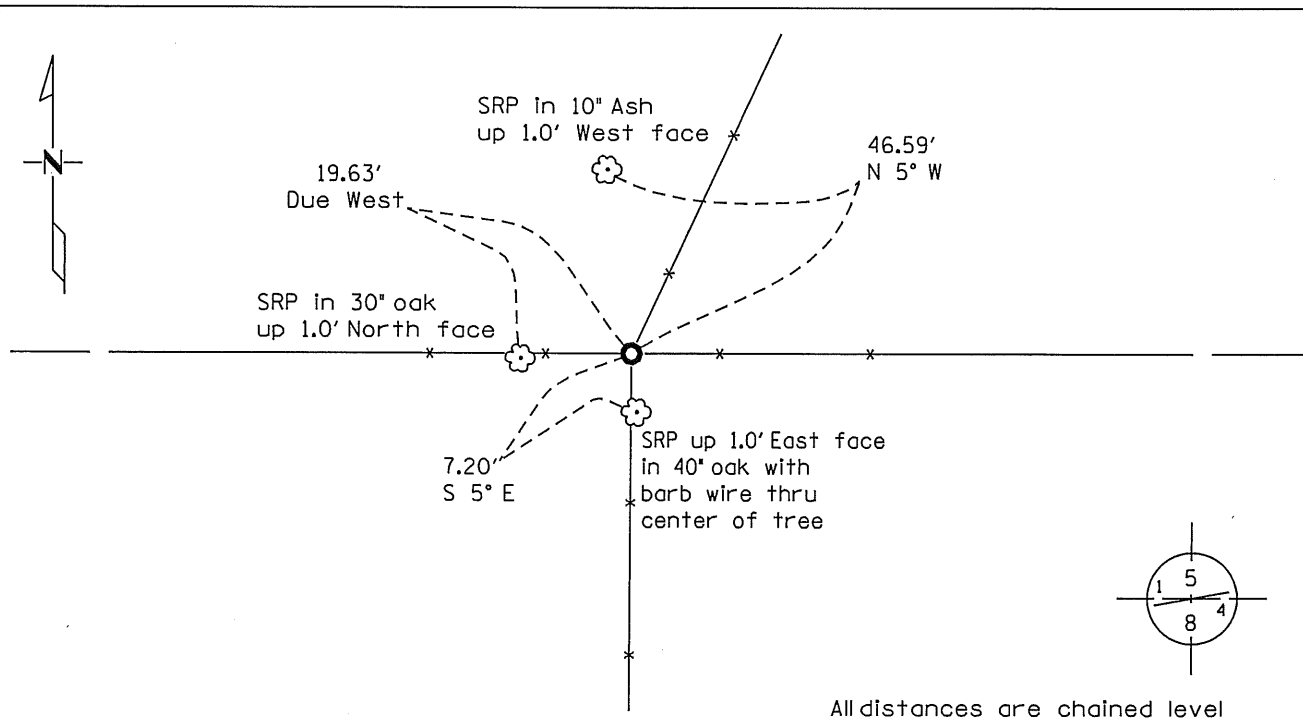 SRP in 10" Ash
up 1.0' West face
46.59'
N 5° W
19.63'
Due West
N
SRP in 30" oak
up 1.0' North face
SRP up 1.0' East face
in 40" oak with
barb wire thru
center of tree
7.20'
S 5° E
5
1
4
8
All distances are chained level